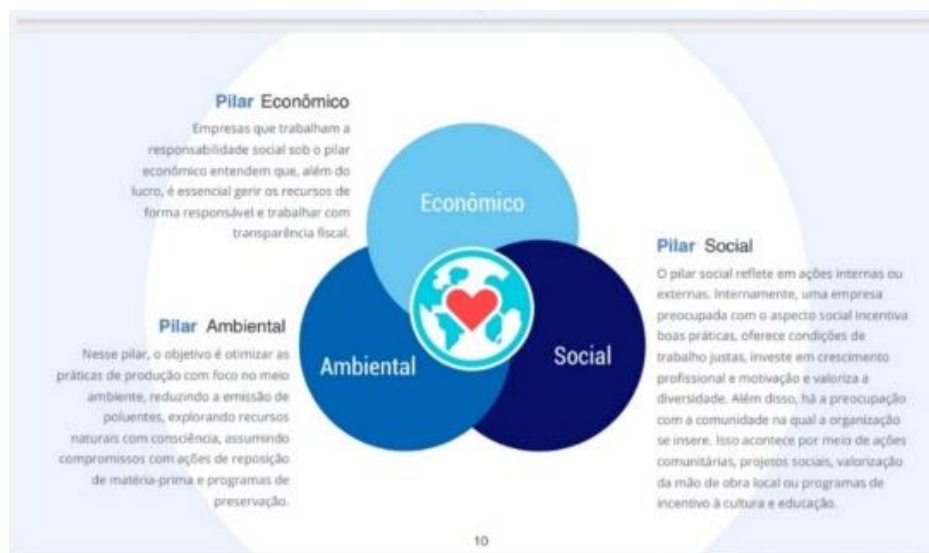 Pilar Econômico
Empresas que trabalham a
responsabilidade social sob o pilar
econômico entendem que, além do
lucro, é essencial gerir os recursos de
forma responsável e trabalhar com
transparência fiscal.
Econômico
Pilar Social
O pilar social reflete em ações internas ou
externas. Internamente, uma empresa
preocupada com o aspecto social incentiva
boas práticas, oferece condições de
trabalho justas, investe em crescimento
profissional e motivação e valoriza a
diversidade. Além disso, há a preocupação
com a comunidade na qual a organização
se insere. Isso acontece por meio de ações
comunitárias, projetos sociais, valorização
da mão de obra local ou programas de
incentivo à cultura e educação.
Pilar Ambiental
Nesse pilar, o objetivo é otimizar as
práticas de produção com foco no meio
ambiente, reduzindo a emissão de
poluentes, explorando recursos
naturais com consciência, assumindo
compromissos com ações de reposição
de matéria-prima e programas de
preservação.
Ambiental
Social
10